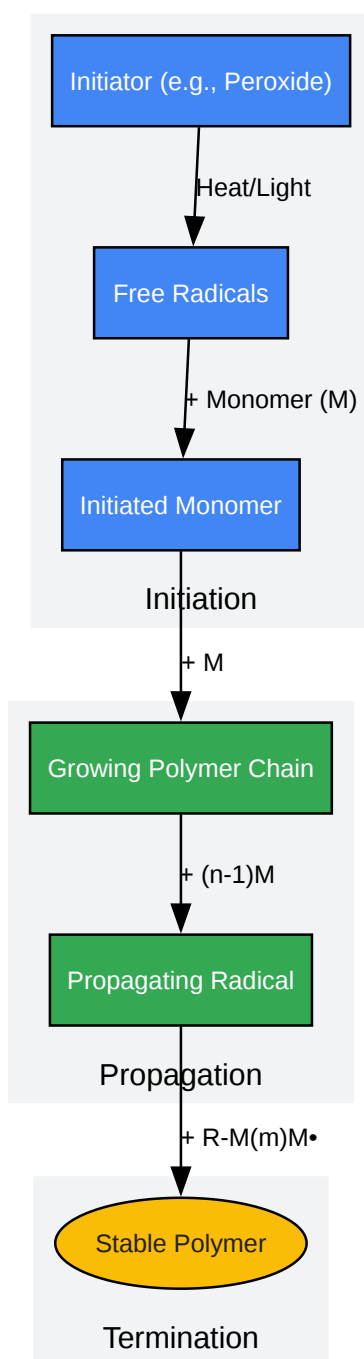 Initiator (e.g., Peroxide)
Heat/Light
Free Radicals
+ Monomer (M)
Initiated Monomer
Initiation
+ M
Growing Polymer Chain
+ (n-1)M
Propagating Radical
Propagation
+ R-M(m)M•
Stable Polymer
Termination